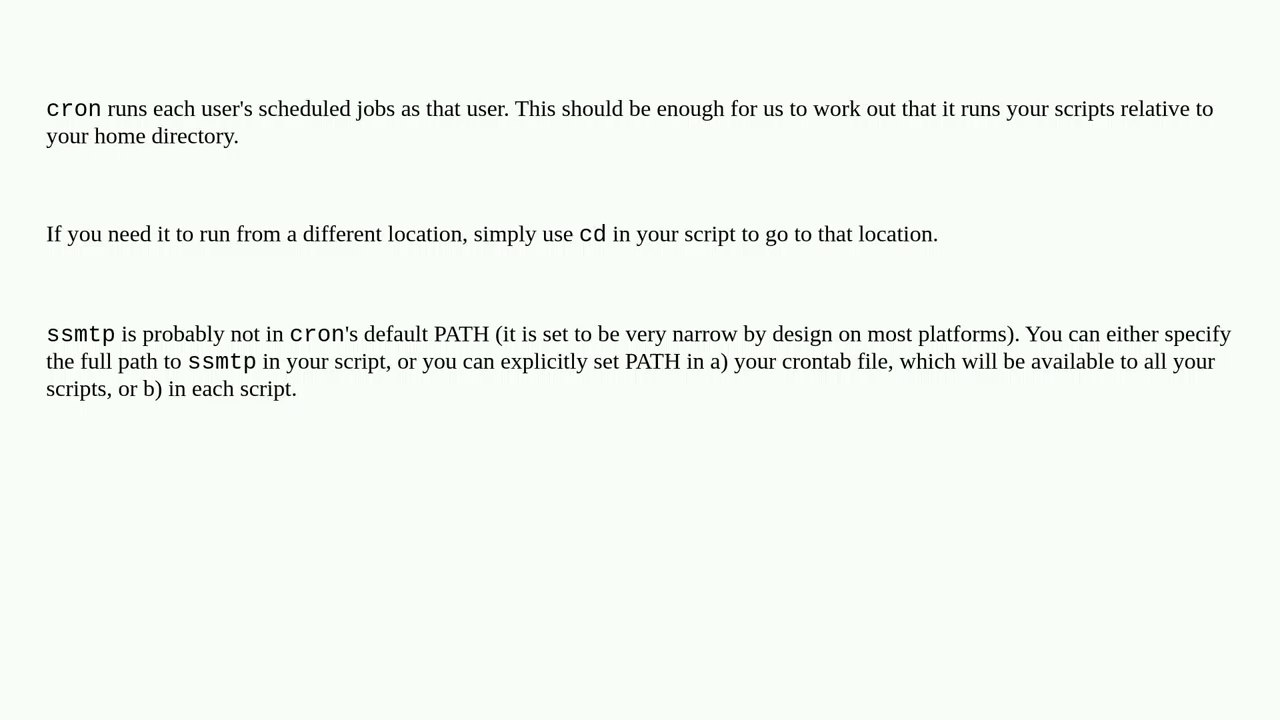 cron runs each user's scheduled jobs as that user. This should be enough for us to work out that it runs your scripts relative to
your home directory.
If you need it to run from a different location, simply use cd in your script to go to that location.
ssmtp is probably not in cron's default PATH (it is set to be very narrow by design on most platforms). You can either specify
the full path to ssmtp in your script, or you can explicitly set PATH in a) your crontab file, which will be available to all your
scripts, or b) in each script.